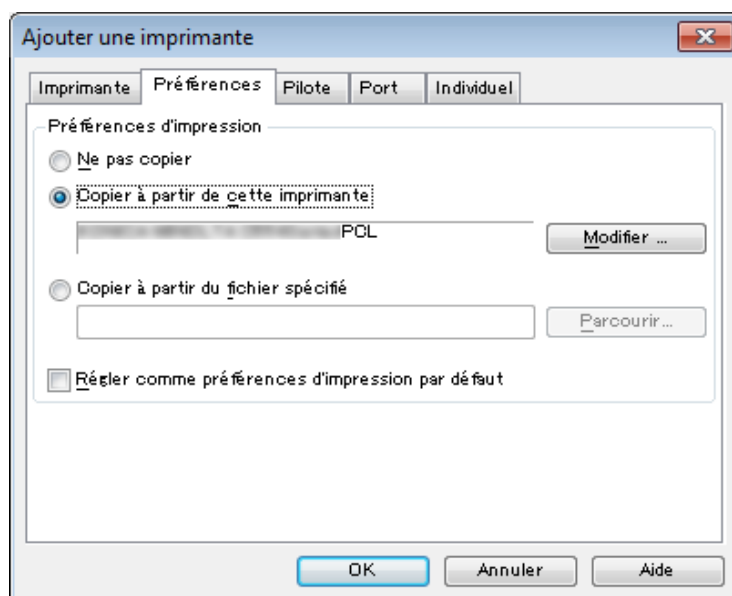 Ajouter une imprimante
Imprimante Préférences Pilote Port Individuel
Préférences d'impression
Ne pas copier
Copier à partir de cette imprimante
PCL Modifier ...
Copier à partir du fichier spécifié
Parcourir...
Régler comme préférences d'impression par défaut
OK Annuler Aide